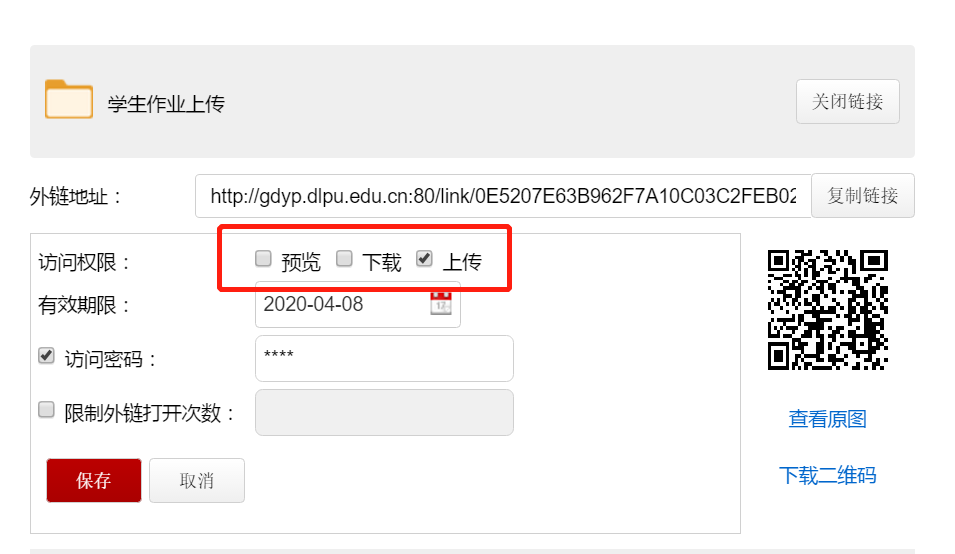 学生作业上传
关闭链接
外链地址：
http://gdyp.dlpu.edu.cn:80/link/0E5207E63B962F7A10C03C2FEB02
复制链接
访问权限： 预览 下载 上传
有效期限： 2020-04-08 17
访问密码： ****
限制外链打开次数：
保存 取消
查看原图
下载二维码